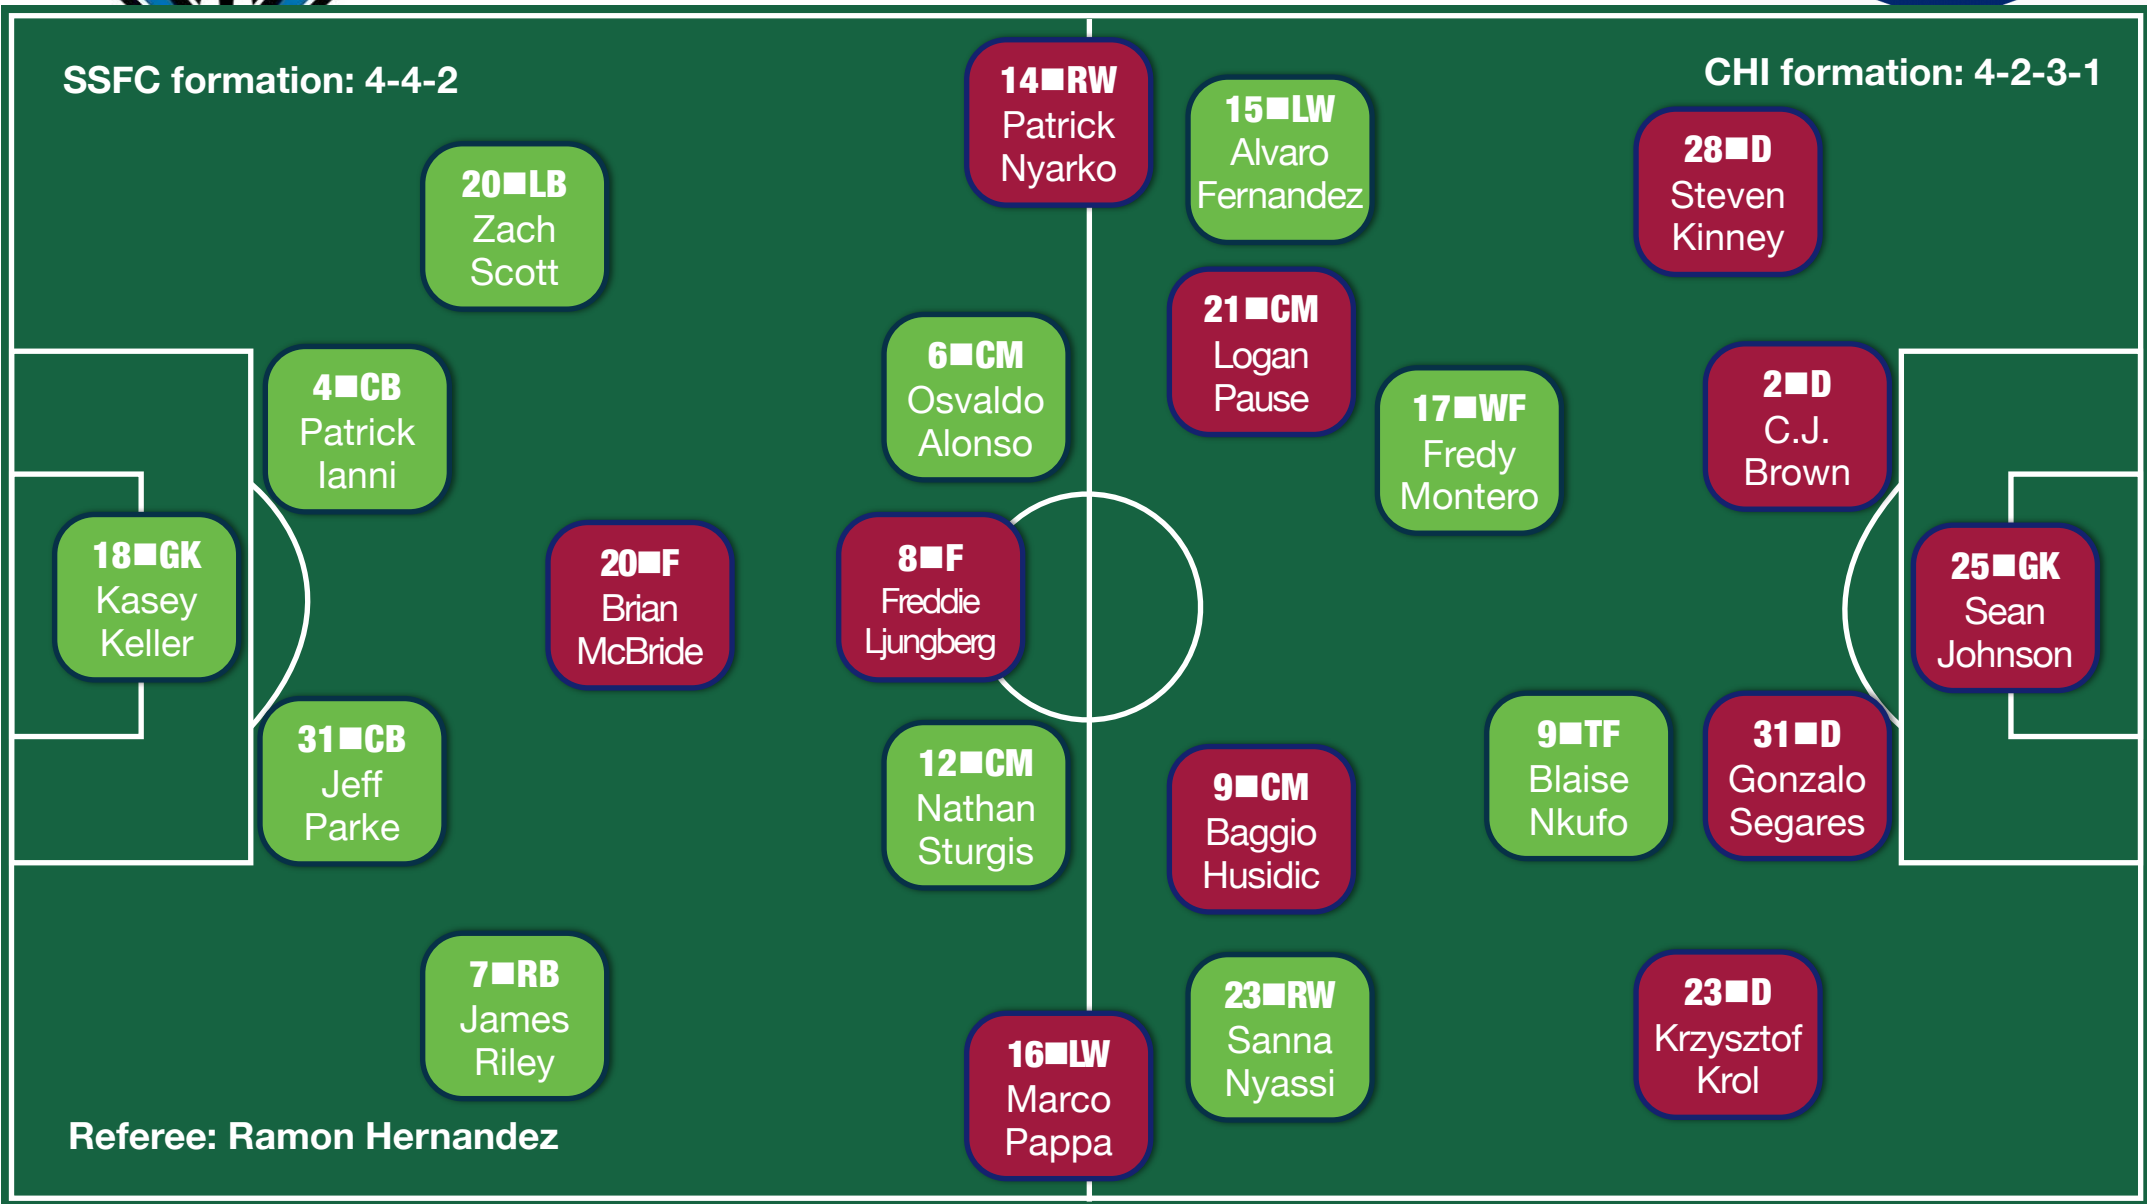 SSFC formation: 4-4-2
CHI formation: 4-2-3-1
14■RW
Patrick
Nyarko
15■LW
Alvaro
Fernandez
28■D
Steven
Kinney
20■LB
Zach
Scott
21■CM
Logan
Pause
6■CM
Osvaldo
Alonso
4■CB
Patrick
Ianni
17■WF
Fredy
Montero
2■D
C.J.
Brown
18■GK
Kasey
Keller
20■F
Brian
McBride
8■F
Freddie
Ljungberg
25■GK
Sean
Johnson
31■CB
Jeff
Parke
12■CM
Nathan
Sturgis
9■CM
Baggio
Husidic
9■TF
Blaise
Nkufo
31■D
Gonzalo
Segares
7■RB
James
Riley
16■LW
Marco
Pappa
23■RW
Sanna
Nyassi
23■D
Krzysztof
Krol
Referee: Ramon Hernandez